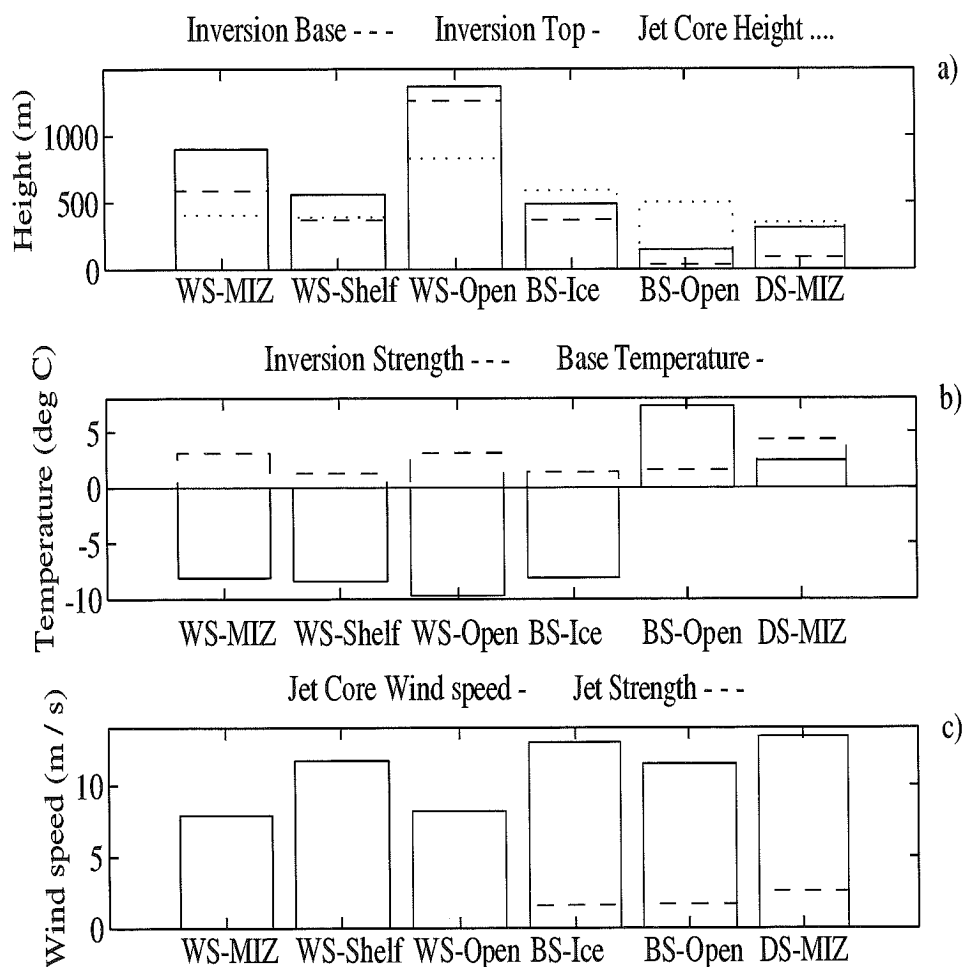 Inversion Base - - - Inversion Top - Jet Core Height ....
a)
Height (m)
1000
500
0
WS-MIZ WS-Shelf WS-Open BS-Ice BS-Open DS-MIZ
Inversion Strength - - - Base Temperature -
b)
Temperature (deg C)
5
0
-5
-10
WS-MIZ WS-Shelf WS-Open BS-Ice BS-Open DS-MIZ
Jet Core Wind speed - Jet Strength - - -
c)
Wind speed (m / s)
10
5
0
WS-MIZ WS-Shelf WS-Open BS-Ice BS-Open DS-MIZ